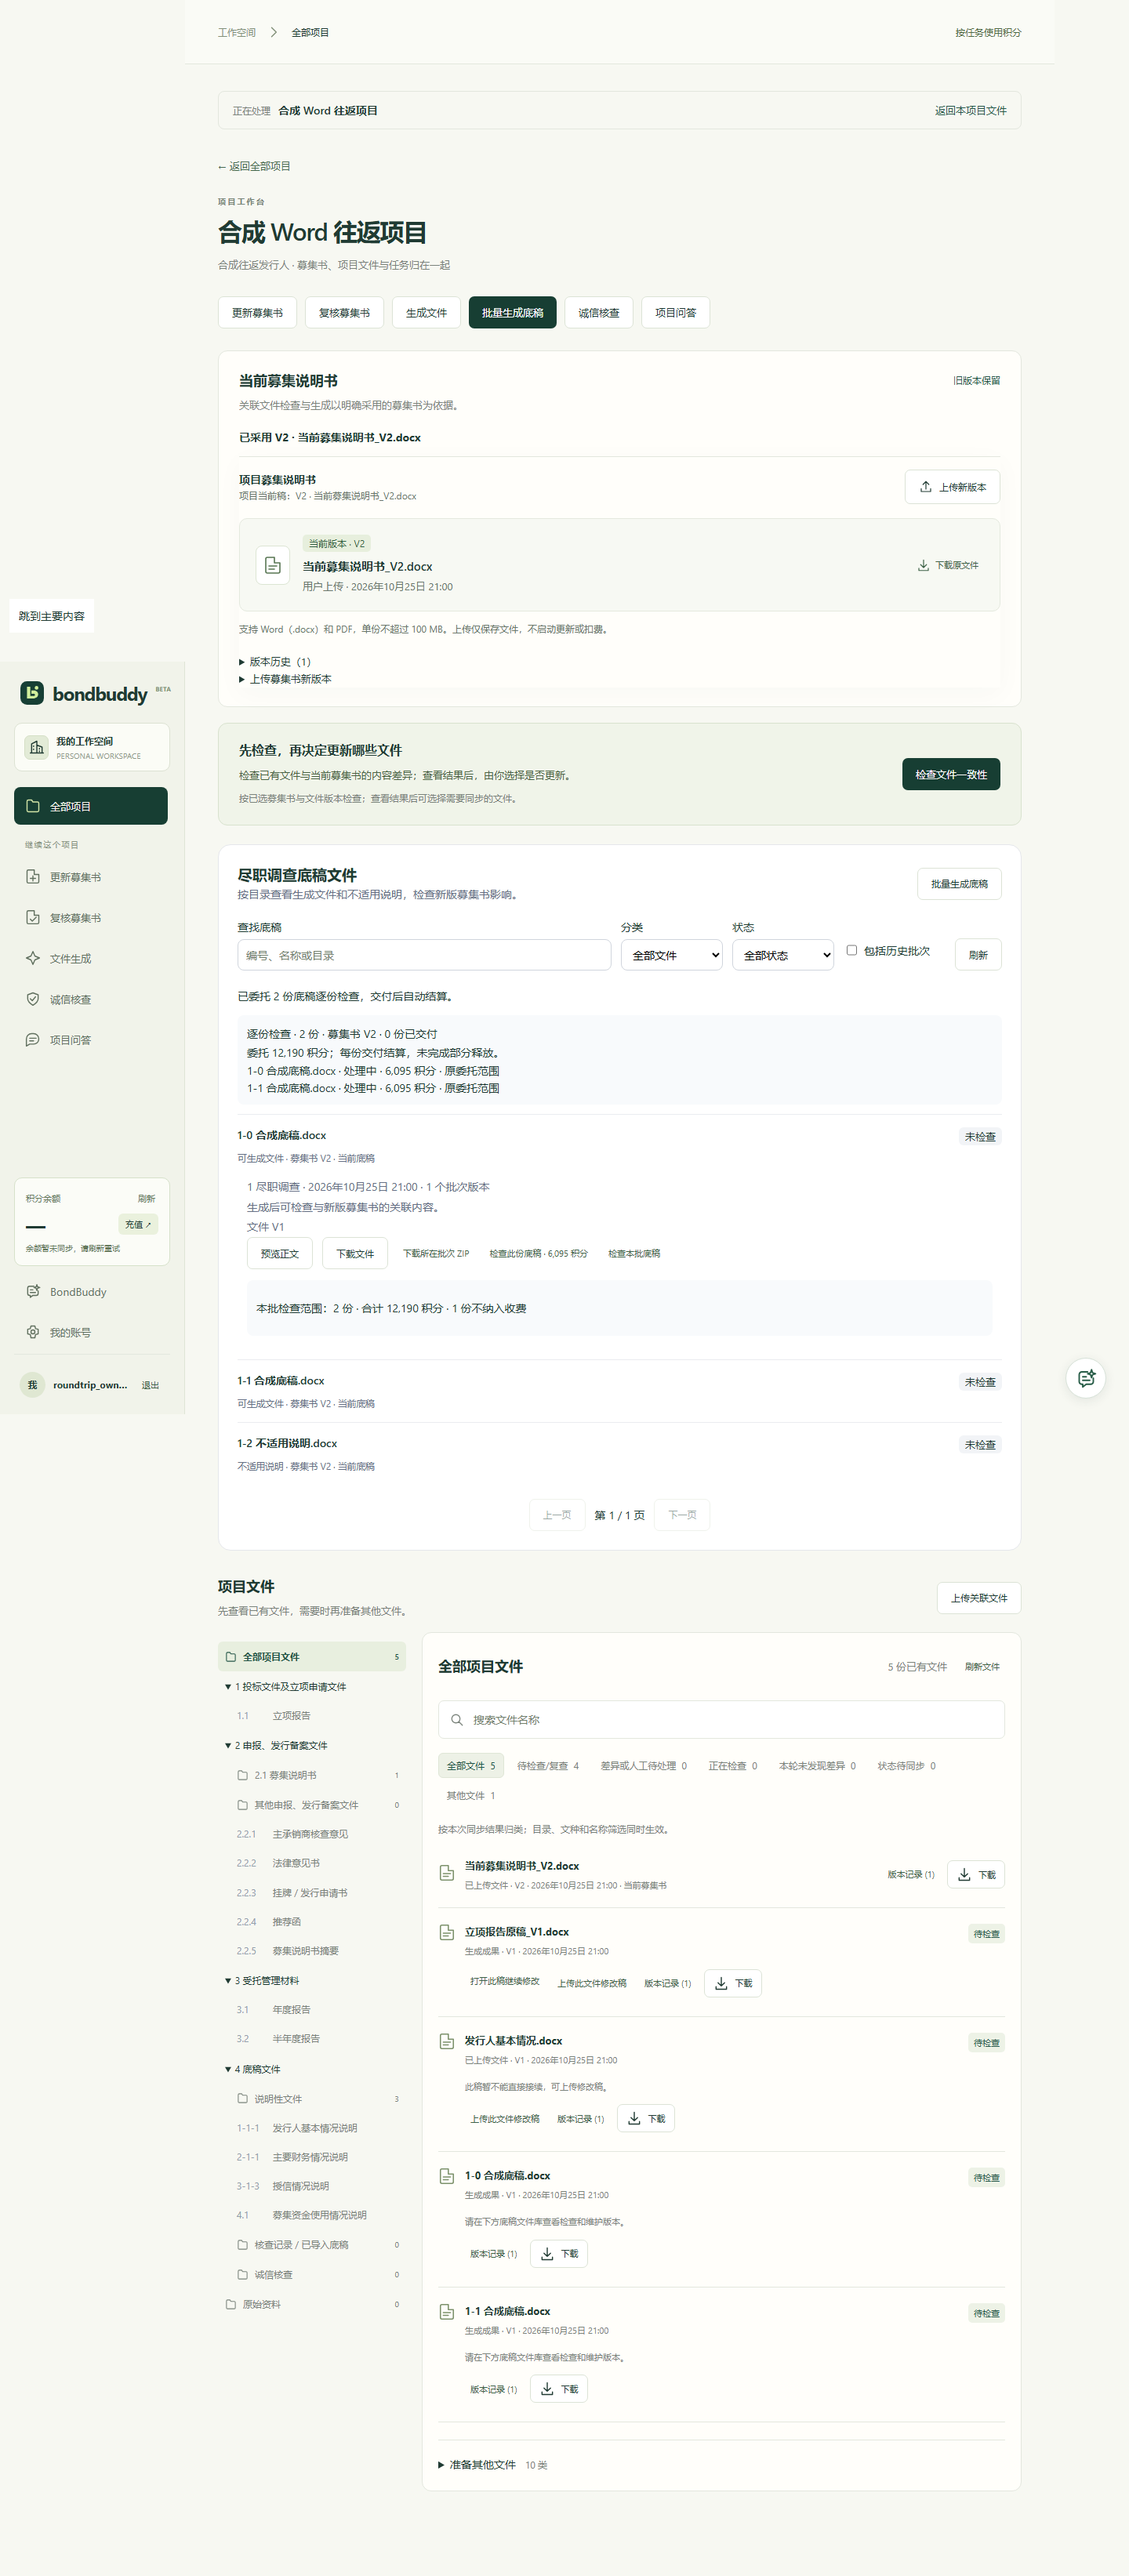 工作空间 全部项目 按任务使用积分
正在处理 合成 Word 往返项目 返回本项目文件
← 返回全部项目
项目工作台
合成 Word 往返项目
合成往返发行人 · 募集书、项目文件与任务归在一起
更新募集书 复核募集书 生成文件 批量生成底稿 诚信核查 项目问答
当前募集说明书 旧版本保留
关联文件检查与生成以明确采用的募集书为依据。
已采用 V2 · 当前募集说明书_V2.docx
项目募集说明书
项目当前稿：V2 · 当前募集说明书_V2.docx
上传新版本
当前版本 · V2
当前募集说明书_V2.docx
用户上传 · 2026年10月25日 21:00
下载原文件
支持 Word（.docx）和 PDF，单份不超过 100 MB。上传仅保存文件，不启动更新或扣费。
▶ 版本历史（1）
▶ 上传募集书新版本
跳到主要内容
bondbuddy BETA
我的工作空间
PERSONAL WORKSPACE
全部项目
继续这个项目
更新募集书
复核募集书
文件生成
诚信核查
项目问答
积分余额 刷新
— 充值 ↗
余额暂未同步，请刷新重试
BondBuddy
我的账号
我 roundtrip_own... 退出
先检查，再决定更新哪些文件
检查已有文件与当前募集书的内容差异；查看结果后，由你选择是否更新。
按已选募集书与文件版本检查；查看结果后可选择需要同步的文件。
检查文件一致性
尽职调查底稿文件
按目录查看生成文件和不适用说明，检查新版募集书影响。
批量生成底稿
查找底稿 分类 状态
编号、名称或目录 全部文件 全部状态 包括历史批次 刷新
已委托 2 份底稿逐份检查，交付后自动结算。
逐份检查 · 2 份 · 募集书 V2 · 0 份已交付
委托 12,190 积分；每份交付结算，未完成部分释放。
1-0 合成底稿.docx · 处理中 · 6,095 积分 · 原委托范围
1-1 合成底稿.docx · 处理中 · 6,095 积分 · 原委托范围
1-0 合成底稿.docx 未检查
可生成文件 · 募集书 V2 · 当前底稿
1 尽职调查 · 2026年10月25日 21:00 · 1 个批次版本
生成后可检查与新版募集书的关联内容。
文件 V1
预览正文 下载文件 下载所在批次 ZIP 检查此份底稿 · 6,095 积分 检查本批底稿
本批检查范围：2 份 · 合计 12,190 积分 · 1 份不纳入收费
1-1 合成底稿.docx 未检查
可生成文件 · 募集书 V2 · 当前底稿
1-2 不适用说明.docx 未检查
不适用说明 · 募集书 V2 · 当前底稿
上一页 第 1 / 1 页 下一页
项目文件
先查看已有文件，需要时再准备其他文件。
上传关联文件
全部项目文件 5
▼ 1 投标文件及立项申请文件
1.1 立项报告
▼ 2 申报、发行备案文件
2.1 募集说明书 1
其他申报、发行备案文件 0
2.2.1 主承销商核查意见
2.2.2 法律意见书
2.2.3 挂牌 / 发行申请书
2.2.4 推荐函
2.2.5 募集说明书摘要
▼ 3 受托管理材料
3.1 年度报告
3.2 半年度报告
▼ 4 底稿文件
说明性文件 3
1-1-1 发行人基本情况说明
2-1-1 主要财务情况说明
3-1-3 授信情况说明
4.1 募集资金使用情况说明
核查记录 / 已导入底稿 0
诚信核查 0
原始资料 0
全部项目文件 5 份已有文件 刷新文件
搜索文件名称
全部文件 5 待检查/复查 4 差异或人工待处理 0 正在检查 0 本轮未发现差异 0 状态待同步 0
其他文件 1
按本次同步结果归类；目录、文种和名称筛选同时生效。
当前募集说明书_V2.docx
已上传文件 · V2 · 2026年10月25日 21:00 · 当前募集书
版本记录 (1) 下载
立项报告原稿_V1.docx 待检查
生成成果 · V1 · 2026年10月25日 21:00
打开此稿继续修改 上传此文件修改稿 版本记录 (1) 下载
发行人基本情况.docx 待检查
已上传文件 · V1 · 2026年10月25日 21:00
此稿暂不能直接接续，可上传修改稿。
上传此文件修改稿 版本记录 (1) 下载
1-0 合成底稿.docx 待检查
生成成果 · V1 · 2026年10月25日 21:00
请在下方底稿文件库查看检查和维护版本。
版本记录 (1) 下载
1-1 合成底稿.docx 待检查
生成成果 · V1 · 2026年10月25日 21:00
请在下方底稿文件库查看检查和维护版本。
版本记录 (1) 下载
▶ 准备其他文件 10 类